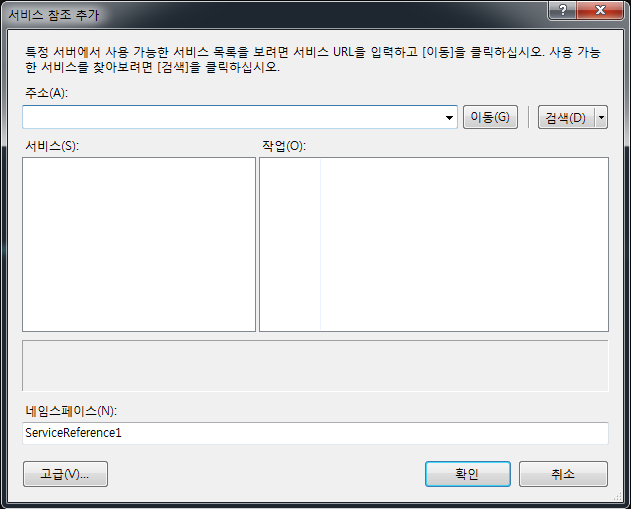 서비스 참조 추가
특정 서버에서 사용 가능한 서비스 목록을 보려면 서비스 URL을 입력하고 [이동]을 클릭하십시오. 사용 가능
한 서비스를 찾아보려면 [검색]을 클릭하십시오.
주소(A):
이동(G)
검색(D)
서비스(S):
작업(O):
네임스페이스(N):
ServiceReference1
고급(V)...
확인
취소